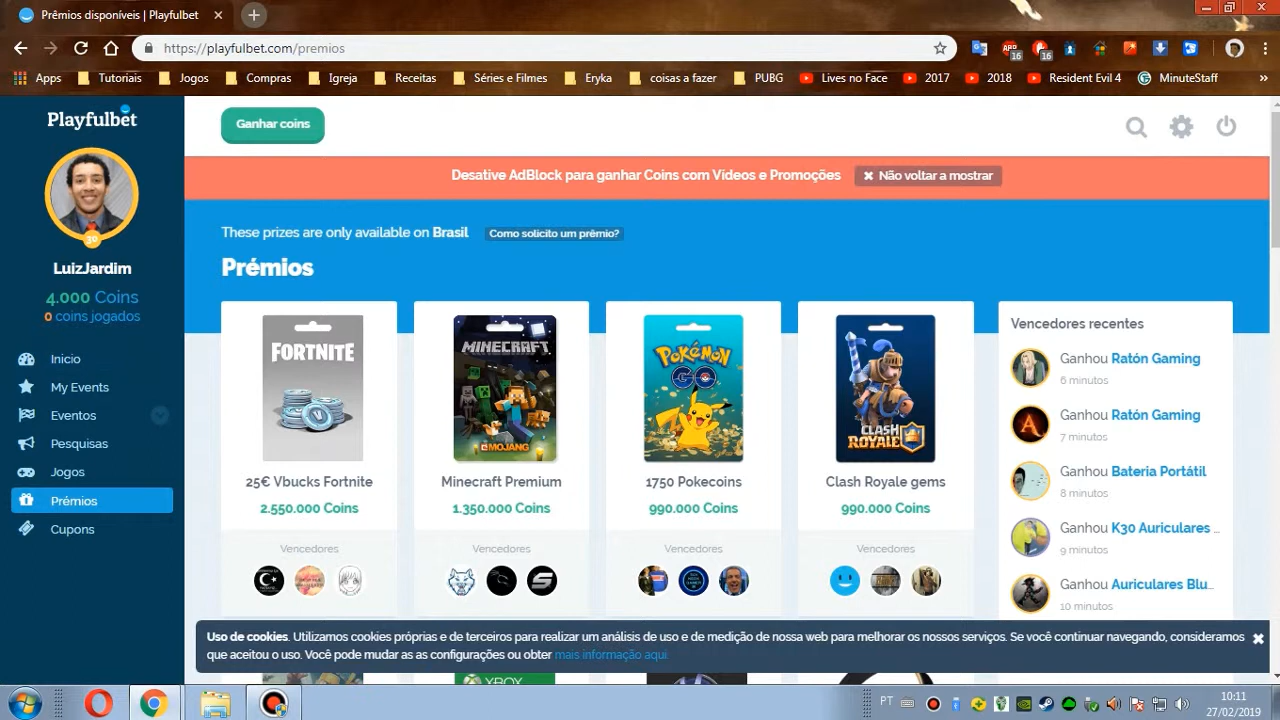 Prêmios disponíveis | Playfulbet
https://playfulbet.com/premios
ABP
16
16
Apps
Tutoriais
Jogos
Compras
Igreja
Receitas
Séries e Filmes
Eryka
coisas a fazer
PUBG
Lives no Face
2017
2018
Resident Evil 4
MinuteStaff
»
Playfulbet
30
LuizJardim
4.000 Coins
0 coins jogados
Inicio
My Events
Eventos
Pesquisas
Jogos
Prémios
Cupons
Ganhar coins
Desative AdBlock para ganhar Coins com Vídeos e Promoções
Não voltar a mostrar
These prizes are only available on Brasil
Como solicito um prêmio?
Prémios
FORTNITE
25€ Vbucks Fortnite
2.550.000 Coins
Vencedores
MINECRAFT
MOJANG
Minecraft Premium
1.350.000 Coins
Vencedores
POKÉMON
GO
1750 Pokecoins
990.000 Coins
Vencedores
CLASH
ROYALE
Clash Royale gems
990.000 Coins
Vencedores
Vencedores recentes
Ganhou Ratón Gaming
6 minutos
Ganhou Ratón Gaming
7 minutos
Ganhou Bateria Portátil
8 minutos
Ganhou K30 Auriculares ...
9 minutos
Ganhou Auriculares Blu...
10 minutos
Uso de cookies. Utilizamos cookies próprias e de terceiros para realizar um análisis de uso e de medição de nossa web para melhorar os nossos serviços. Se você continuar navegando, consideramos
que aceitou o uso. Você pode mudar as as configurações ou obter mais informação aqui
XBOX
PT
10:11
27/02/2019